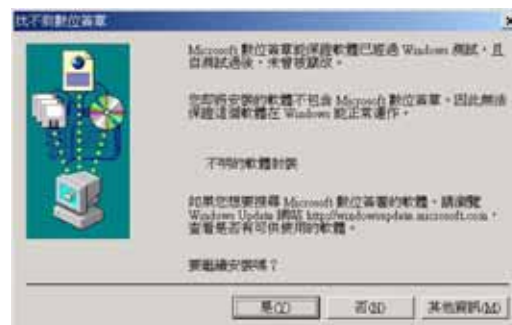 找不到數位簽章
Microsoft 數位簽章能保證軟體已經過 Windows 測試，且
自測試過後，未曾被竄改。
您即將安裝的軟體不包含 Microsoft 數位簽章。因此無法
保證這個軟體在 Windows 能正常運作。
不明的軟體封裝
如果您想要搜尋 Microsoft 數位簽署的軟體，請瀏覽
Windows Update 網站 http://windowsupdate.microsoft.com，
查看是否有可供使用的軟體。
要繼續安裝嗎？
是(Y)
否(N)
其他資訊(M)